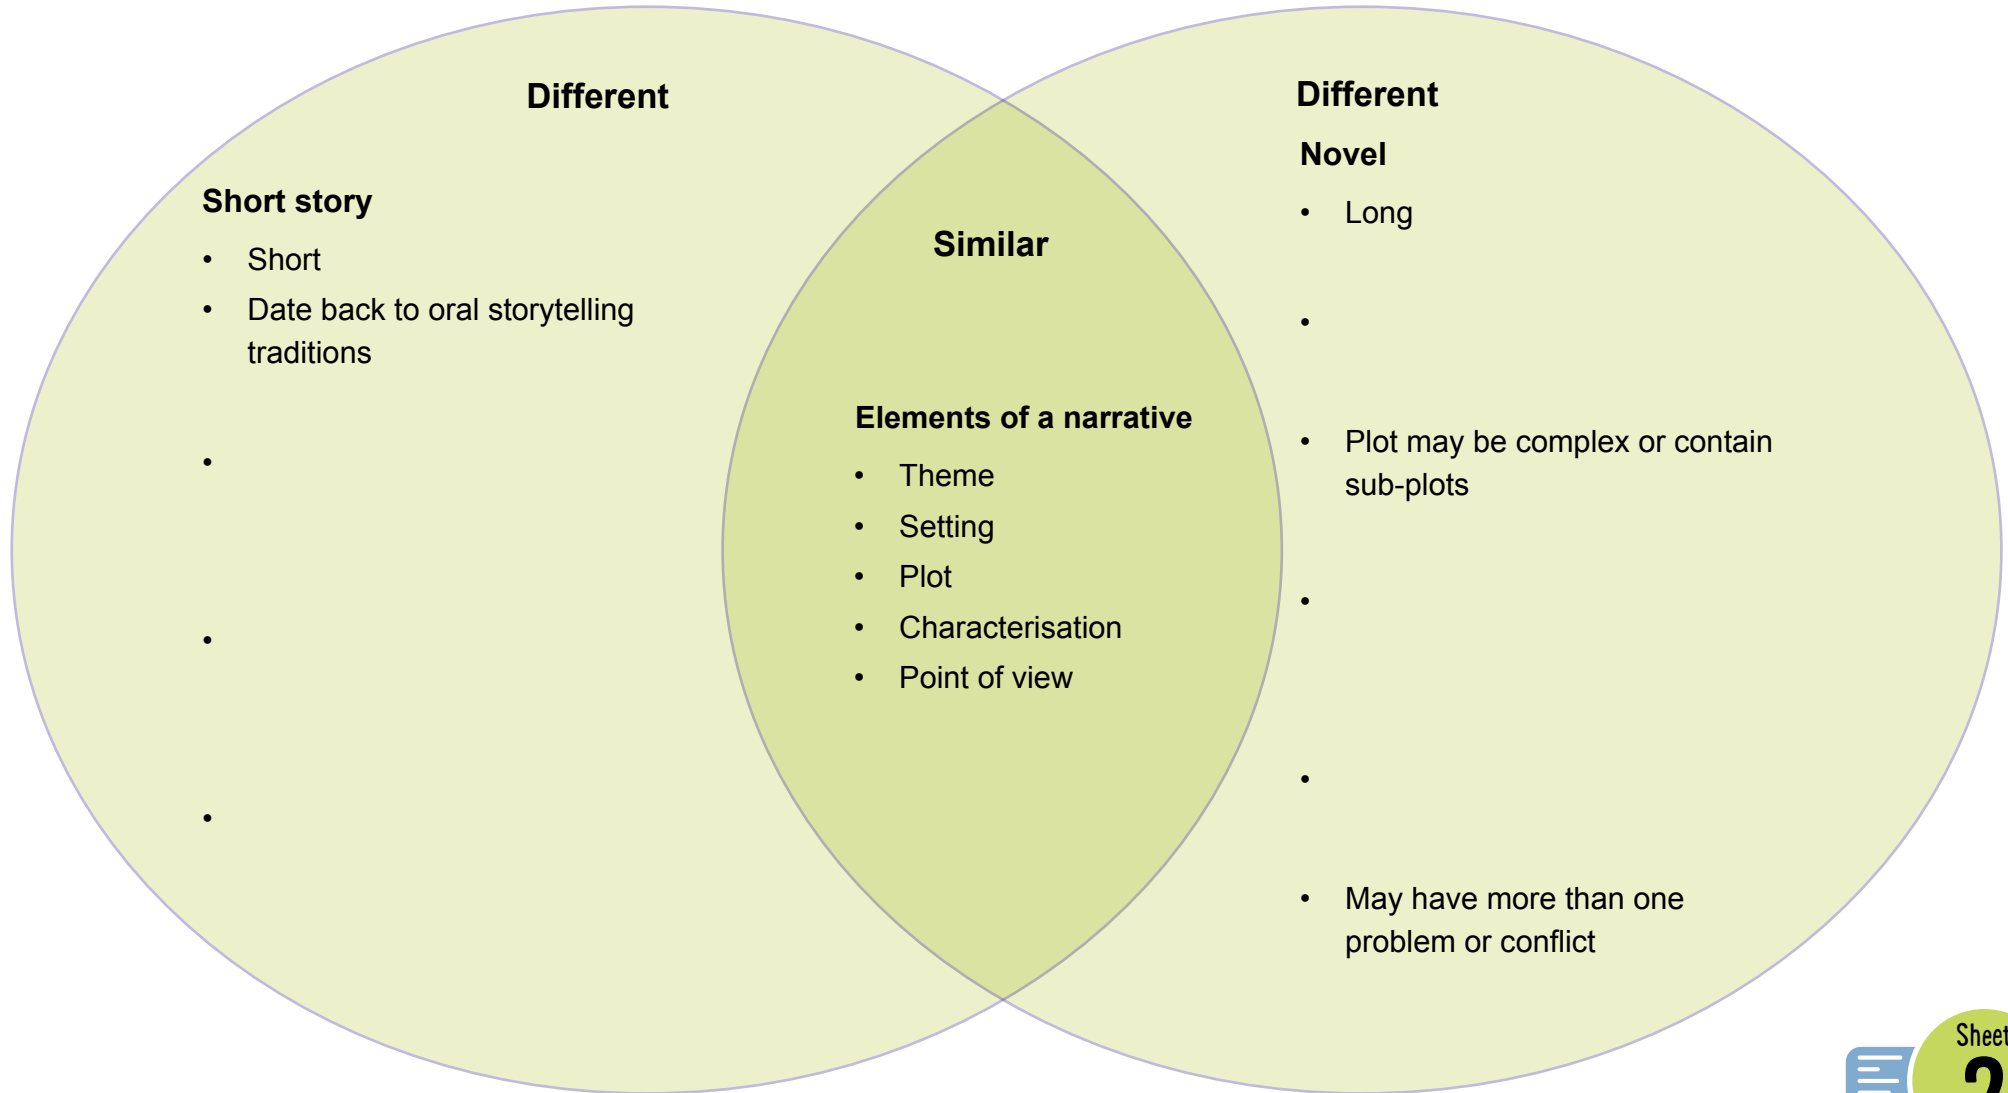 Different
Short story
• Short
• Date back to oral storytelling
traditions
•
•
•
Similar
Elements of a narrative
• Theme
• Setting
• Plot
• Characterisation
• Point of view
Different
Novel
• Long
•
• Plot may be complex or contain
sub-plots
•
•
• May have more than one
problem or conflict
Sheet
2